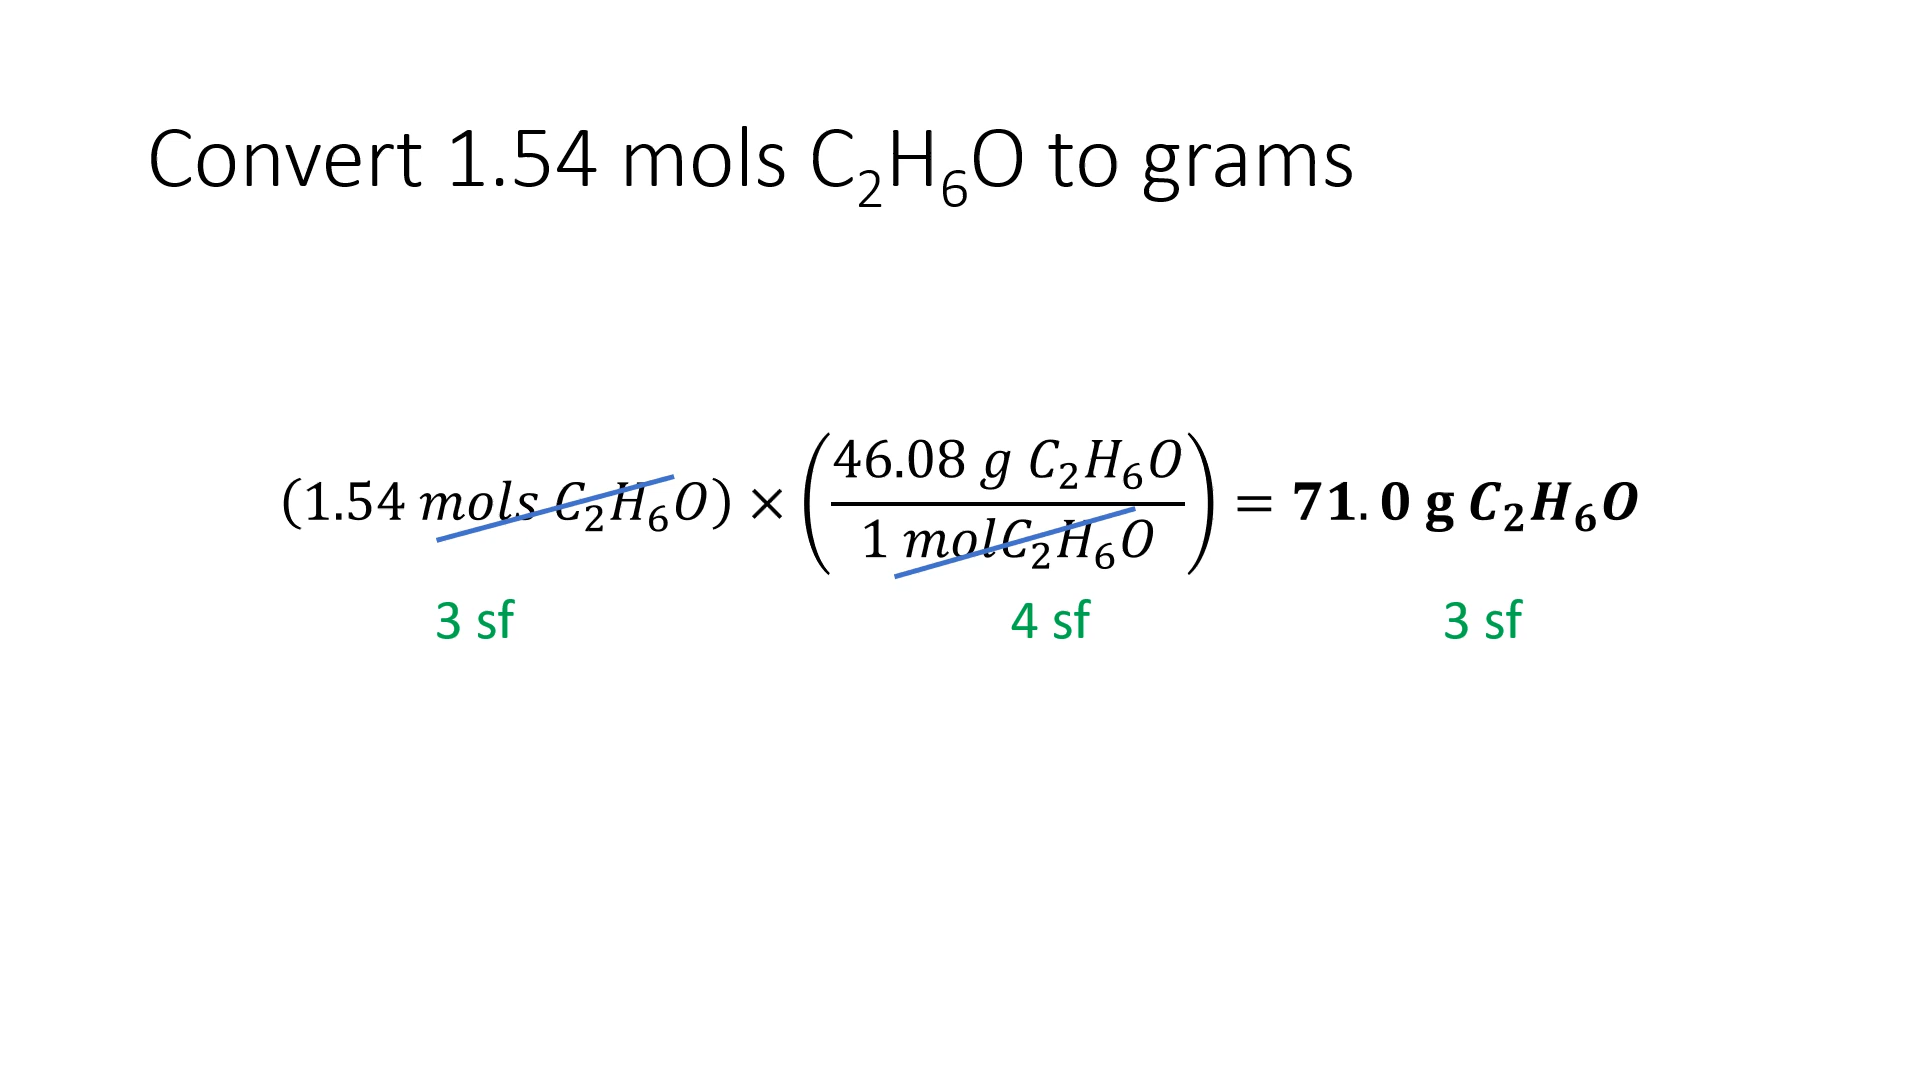 Convert 1.54 mols C₂H₆O to grams
(1.54 mols C₂H₆O) × (46.08 g C₂H₆O / 1 molC₂H₆O) = 71.0 g C₂H₆O
3 sf 4 sf 3 sf